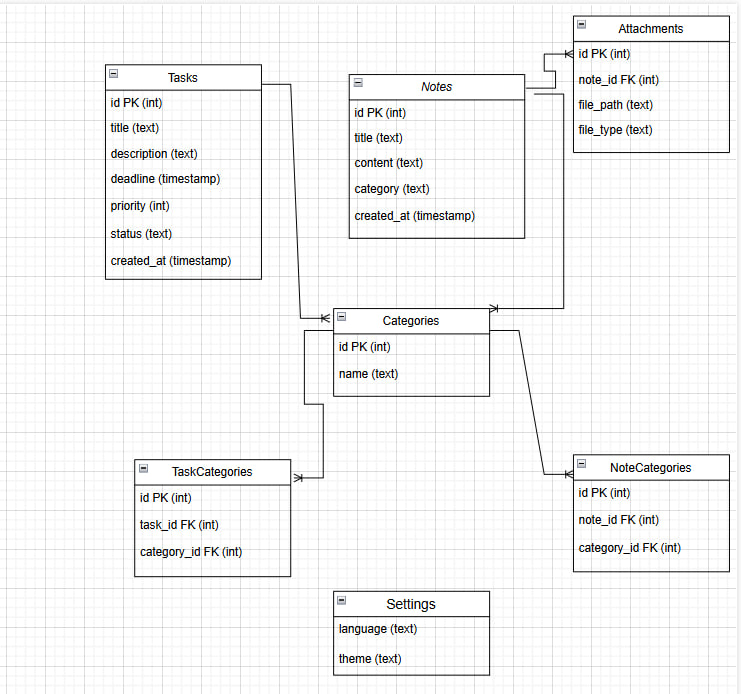 Attachments
id PK (int)
note_id FK (int)
file_path (text)
file_type (text)
Tasks
id PK (int)
title (text)
description (text)
deadline (timestamp)
priority (int)
status (text)
created_at (timestamp)
Notes
id PK (int)
title (text)
content (text)
category (text)
created_at (timestamp)
Categories
id PK (int)
name (text)
TaskCategories
id PK (int)
task_id FK (int)
category_id FK (int)
NoteCategories
id PK (int)
note_id FK (int)
category_id FK (int)
Settings
language (text)
theme (text)